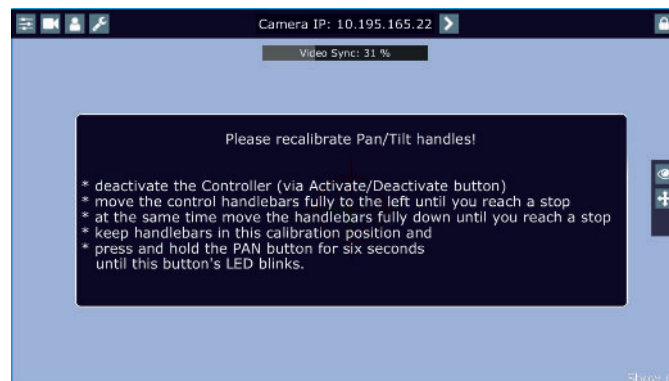 Camera IP: 10.195.165.22
Video Sync: 31 %
Please recalibrate Pan/Tilt handles!
* deactivate the Controller (via Activate/Deactivate button)
* move the control handlebars fully to the left until you reach a stop
* at the same time move the handlebars fully down until you reach a stop
* keep handlebars in this calibration position and
* press and hold the PAN button for six seconds
until this button's LED blinks.